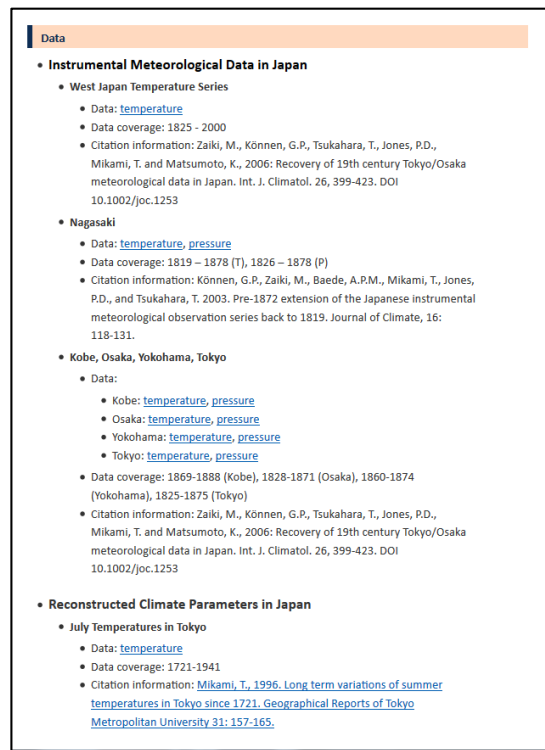 Data
• Instrumental Meteorological Data in Japan
• West Japan Temperature Series
• Data: temperature
• Data coverage: 1825 - 2000
• Citation information: Zaiki, M., Können, G.P., Tsukahara, T., Jones, P.D.,
Mikami, T. and Matsumoto, K., 2006: Recovery of 19th century Tokyo/Osaka
meteorological data in Japan. Int. J. Climatol. 26, 399-423. DOI
10.1002/joc.1253
• Nagasaki
• Data: temperature, pressure
• Data coverage: 1819 – 1878 (T), 1826 – 1878 (P)
• Citation information: Können, G.P., Zaiki, M., Baede, A.P.M., Mikami, T., Jones,
P.D., and Tsukahara, T. 2003. Pre-1872 extension of the Japanese instrumental
meteorological observation series back to 1819. Journal of Climate, 16:
118-131.
• Kobe, Osaka, Yokohama, Tokyo
• Data:
• Kobe: temperature, pressure
• Osaka: temperature, pressure
• Yokohama: temperature, pressure
• Tokyo: temperature, pressure
• Data coverage: 1869-1888 (Kobe), 1828-1871 (Osaka), 1860-1874
(Yokohama), 1825-1875 (Tokyo)
• Citation information: Zaiki, M., Können, G.P., Tsukahara, T., Jones, P.D.,
Mikami, T. and Matsumoto, K., 2006: Recovery of 19th century Tokyo/Osaka
meteorological data in Japan. Int. J. Climatol. 26, 399-423. DOI
10.1002/joc.1253
• Reconstructed Climate Parameters in Japan
• July Temperatures in Tokyo
• Data: temperature
• Data coverage: 1721-1941
• Citation information: Mikami, T., 1996. Long term variations of summer
temperatures in Tokyo since 1721. Geographical Reports of Tokyo
Metropolitan University 31: 157-165.